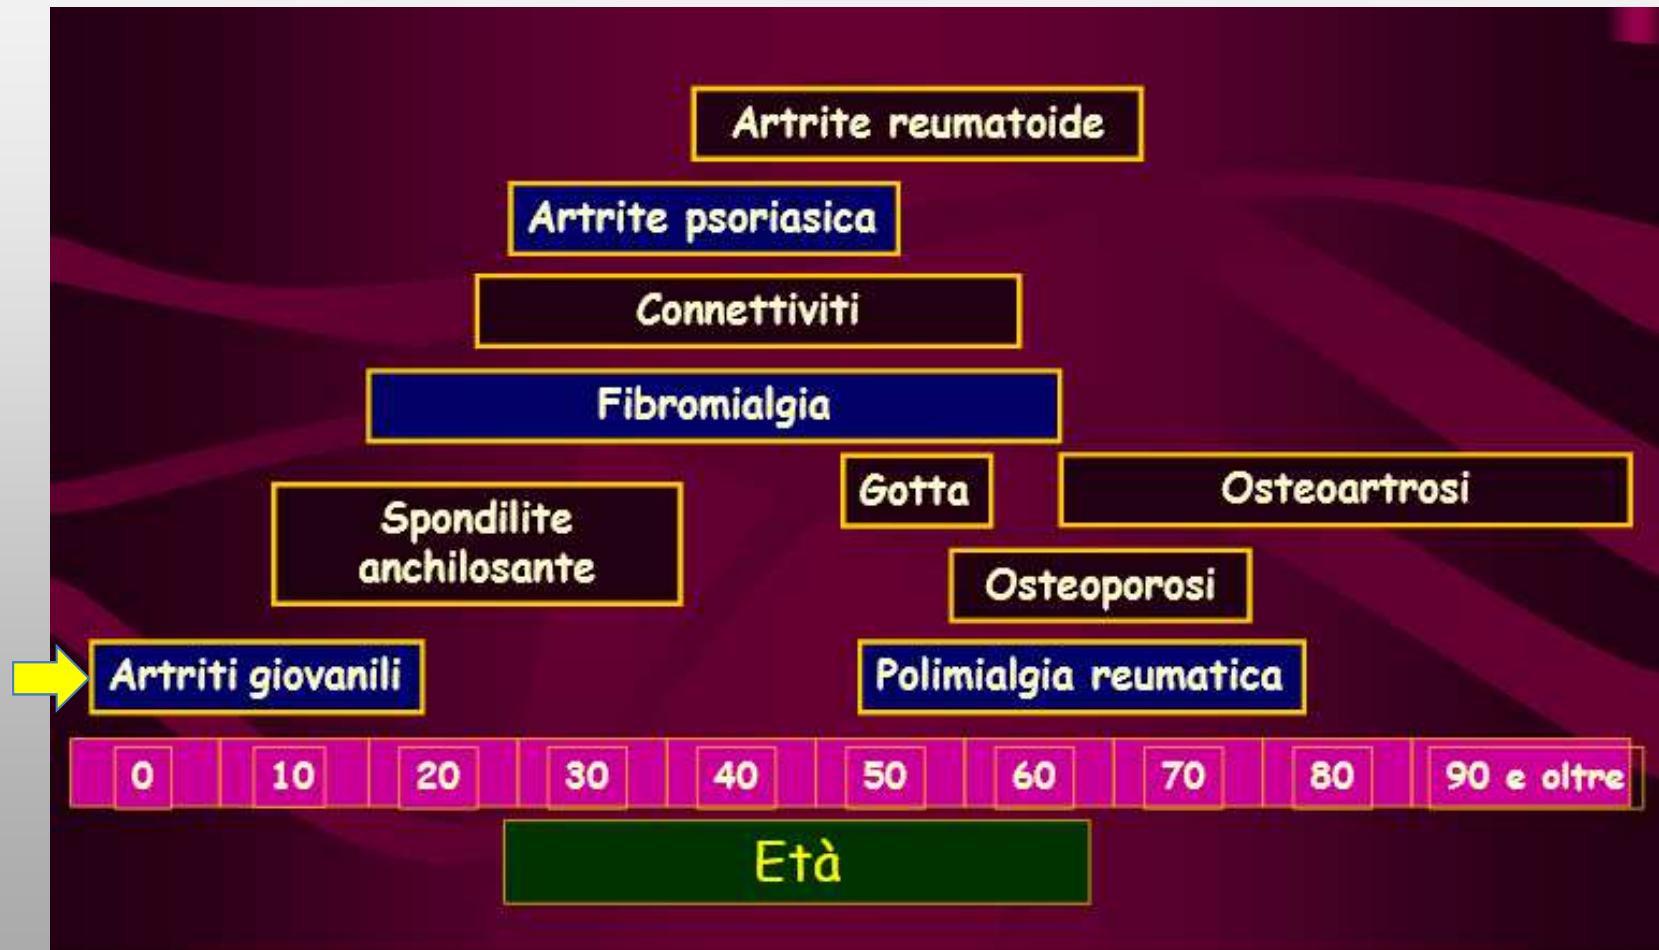 Artrite reumatoide
Artrite psoriasica
Connettiviti
Fibromialgia
Gotta
Osteoartrosi
Spondilite
anchilosante
Osteoporosi
Artriti giovanili
Polimialgia reumatica
0 10 20 30 40 50 60 70 80 90 e oltre
Età